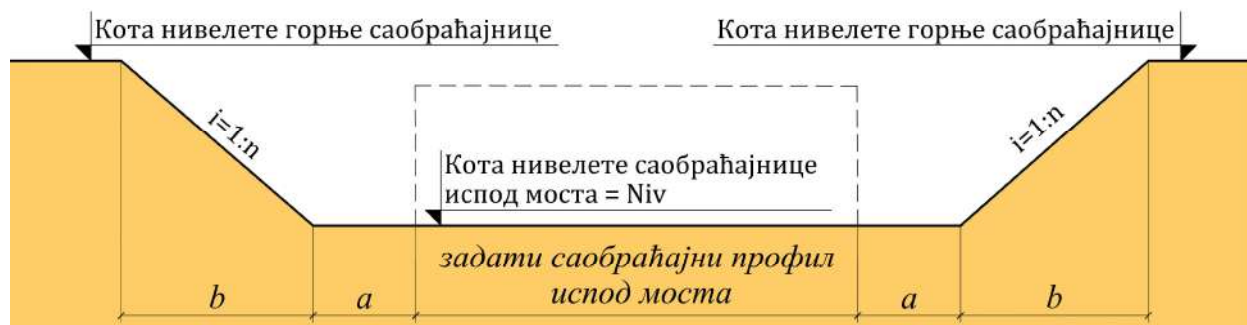 Кота нивелете горње саобраћајнице
Кота нивелете горње саобраћајнице
i=1:n
i=1:n
Кота нивелете саобраћајнице
испод моста = Niv
задати саобраћајни профил
испод моста
b
a
a
b